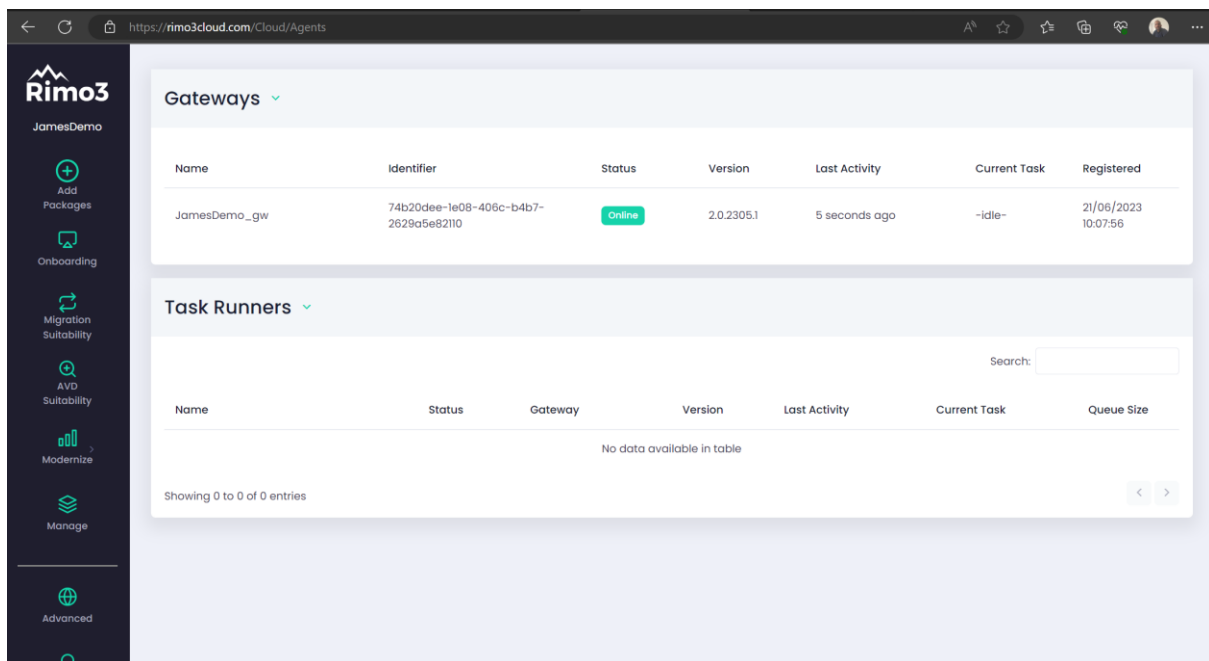 https://rimo3cloud.com/Cloud/Agents
Rimo3
JamesDemo
Add
Packages
Onboarding
Migration
Suitability
AVD
Suitability
Modernize
Manage
Advanced
Gateways
Name Identifier Status Version Last Activity Current Task Registered
JamesDemo_gw 74b20dee-1e08-406c-b4b7- Online 2.0.2305.1 5 seconds ago -idle- 21/06/2023
2629a5e82110 10:07:56
Task Runners
Search:
Name Status Gateway Version Last Activity Current Task Queue Size
No data available in table
Showing 0 to 0 of 0 entries